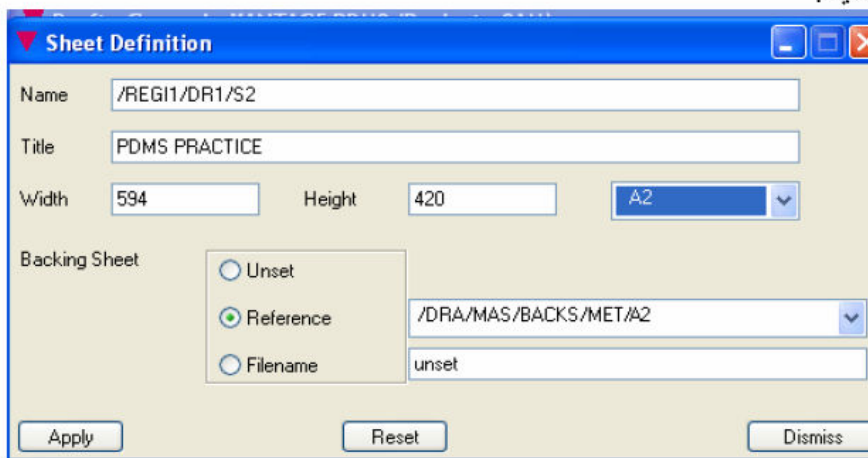 Sheet Definition
Name /REGI1/DR1/S2
Title PDMS PRACTICE
Width 594 Height 420 A2
Backing Sheet
Unset
Reference /DRA/MAS/BACKS/MET/A2
Filename unset
Apply Reset Dismiss